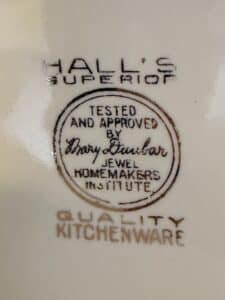 HALL'S
SUPERIOR
TESTED
AND APPROVED
BY
Mary Dunbar
JEWEL
HOMEMAKERS
INSTITUTE
QUALITY
KITCHENWARE